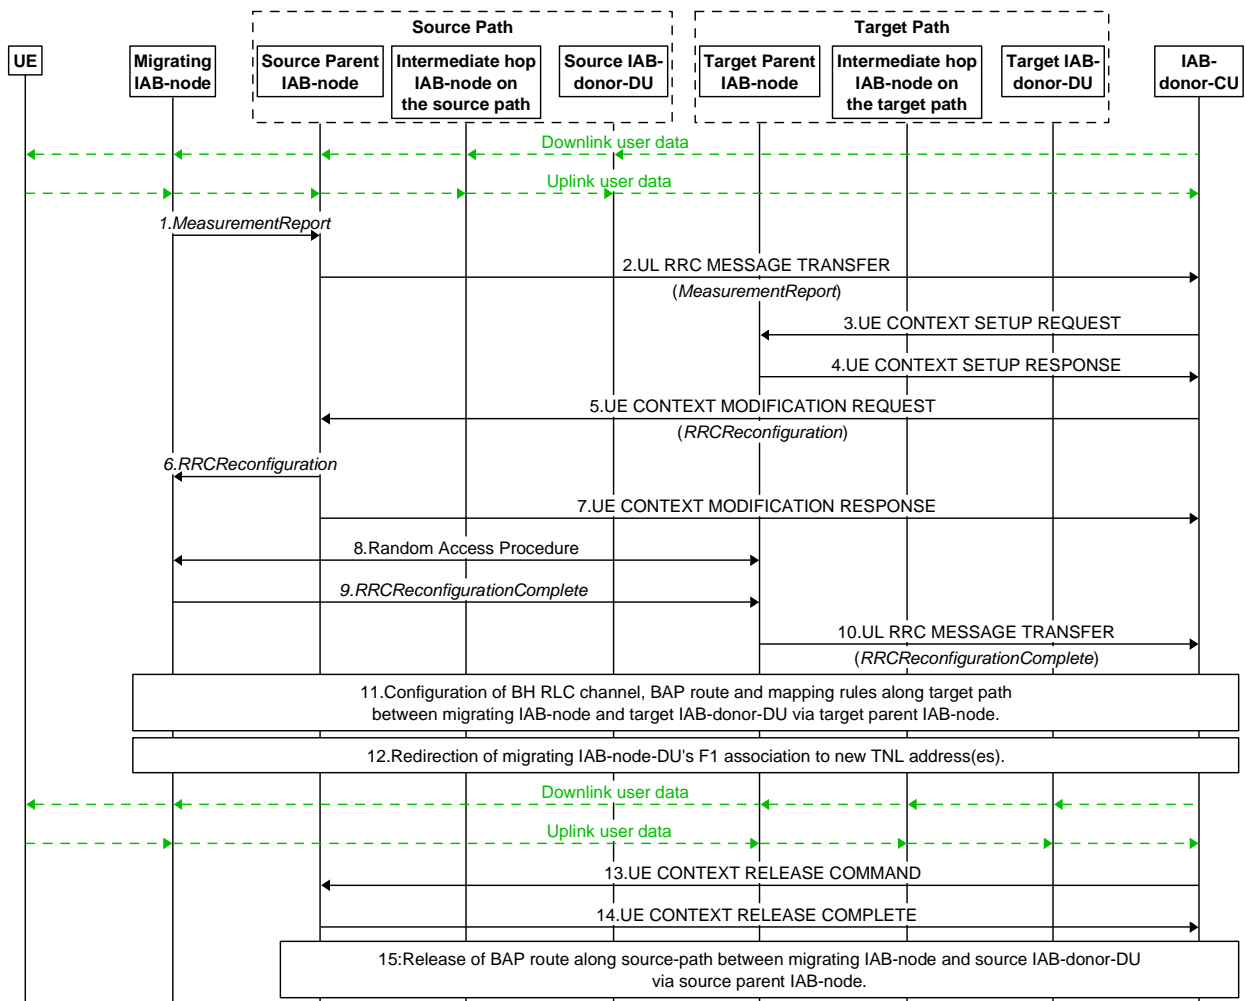 Source Path
Target Path
UE
Migrating
IAB-node
Source Parent
IAB-node
Intermediate hop
IAB-node on
the source path
Source IAB-
donor-DU
Target Parent
IAB-node
Intermediate hop
IAB-node on
the target path
Target IAB-
donor-DU
IAB-
donor-CU
Downlink user data
Uplink user data
1.MeasurementReport
2.UL RRC MESSAGE TRANSFER
(MeasurementReport)
3.UE CONTEXT SETUP REQUEST
4.UE CONTEXT SETUP RESPONSE
5.UE CONTEXT MODIFICATION REQUEST
(RRCReconfiguration)
6.RRCReconfiguration
7.UE CONTEXT MODIFICATION RESPONSE
8.Random Access Procedure
9.RRCReconfigurationComplete
10.UL RRC MESSAGE TRANSFER
(RRCReconfigurationComplete)
11.Configuration of BH RLC channel, BAP route and mapping rules along target path
between migrating IAB-node and target IAB-donor-DU via target parent IAB-node.
12.Redirection of migrating IAB-node-DU's F1 association to new TNL address(es).
Downlink user data
Uplink user data
13.UE CONTEXT RELEASE COMMAND
14.UE CONTEXT RELEASE COMPLETE
15:Release of BAP route along source-path between migrating IAB-node and source IAB-donor-DU
via source parent IAB-node.